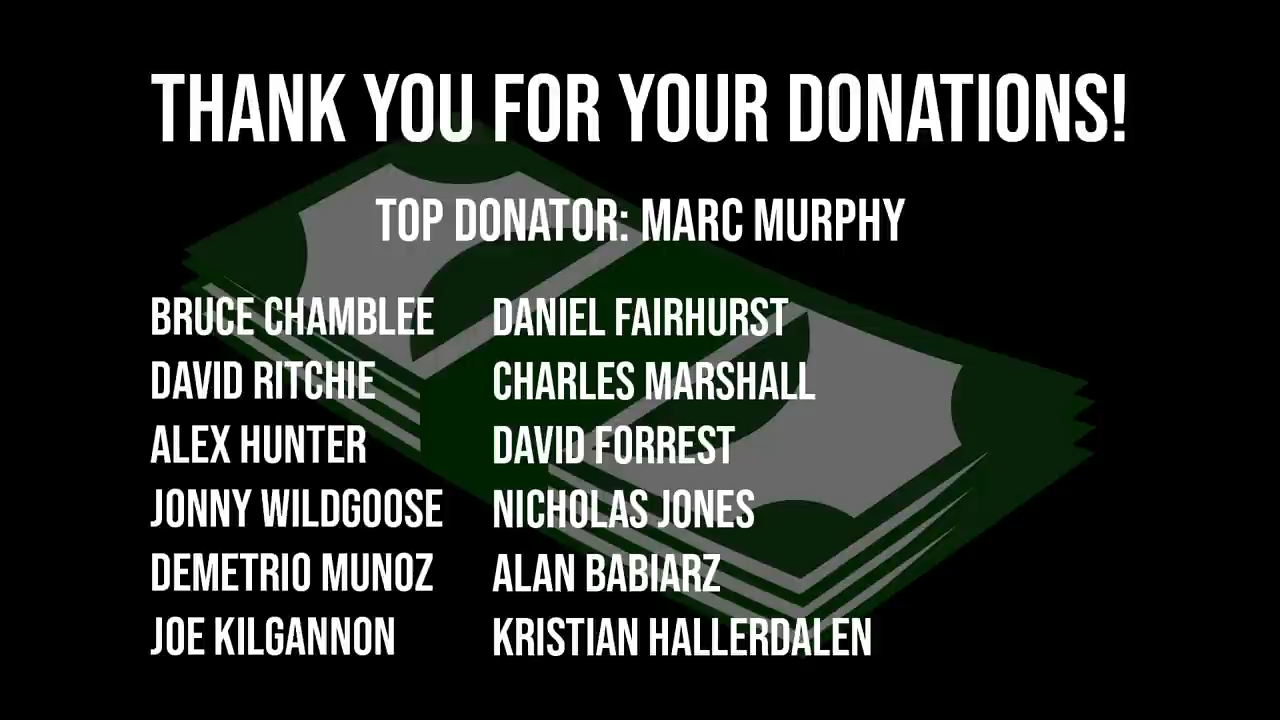 THANK YOU FOR YOUR DONATIONS!
TOP DONATOR: MARC MURPHY
BRUCE CHAMBLEE
DAVID RITCHIE
ALEX HUNTER
JONNY WILDGOOSE
DEMETRIO MUNOZ
JOE KILGANNON
DANIEL FAIRHURST
CHARLES MARSHALL
DAVID FORREST
NICHOLAS JONES
ALAN BABIARZ
KRISTIAN HALLERDALEN